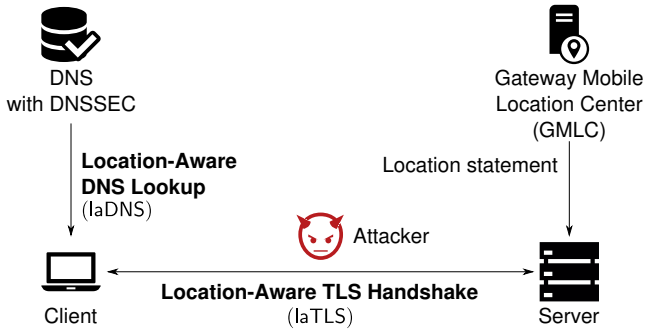 DNS
with DNSSEC
Gateway Mobile
Location Center
(GMLC)
Location-Aware
DNS Lookup
(laDNS)
Location statement
Attacker
Client
Location-Aware TLS Handshake
(laTLS)
Server